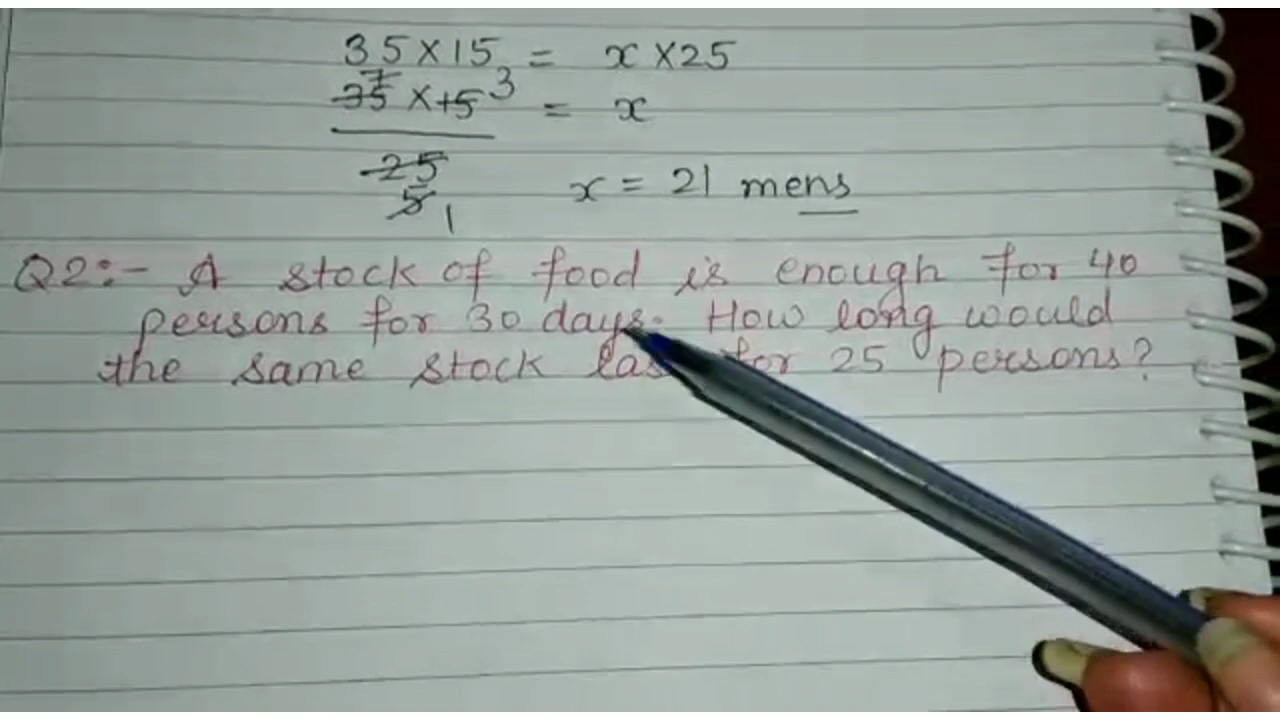 35 X 15 = x X 25
35 7 X 15 3 = x
25
5 1
x = 21 mens
Q2:- A stock of food is enough for 40
persons for 30 days. How long would
the same stock for 25 persons?